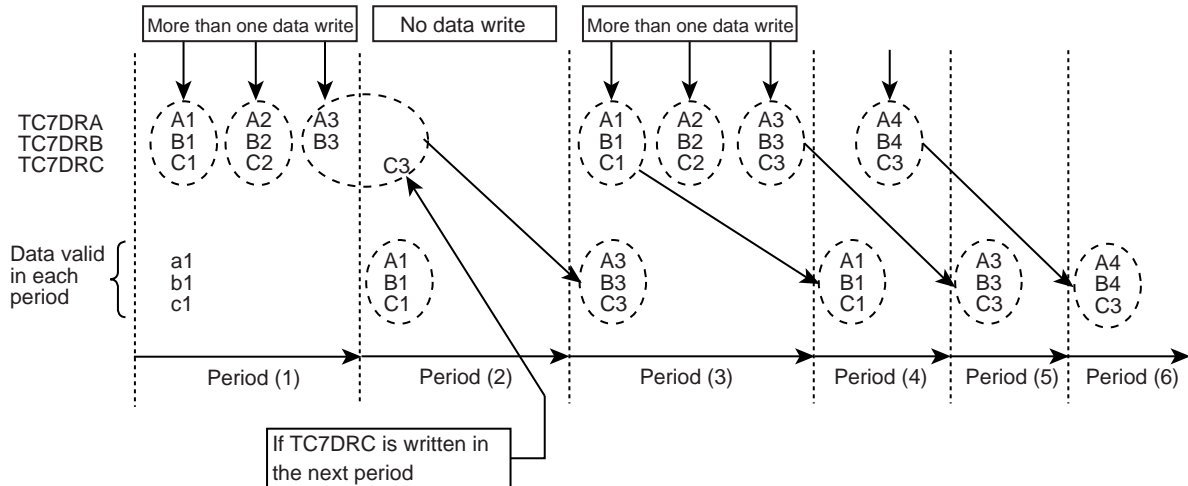 More than one data write
No data write
More than one data write
TC7DRA
TC7DRB
TC7DRC
A1
B1
C1
A2
B2
C2
A3
B3
C3
A1
B1
C1
A2
B2
C2
A3
B3
C3
A4
B4
C3
Data valid
in each
period
a1
b1
c1
A1
B1
C1
A3
B3
C3
A1
B1
C1
A3
B3
C3
A4
B4
C3
Period (1)
Period (2)
Period (3)
Period (4)
Period (5)
Period (6)
If TC7DRC is written in
the next period